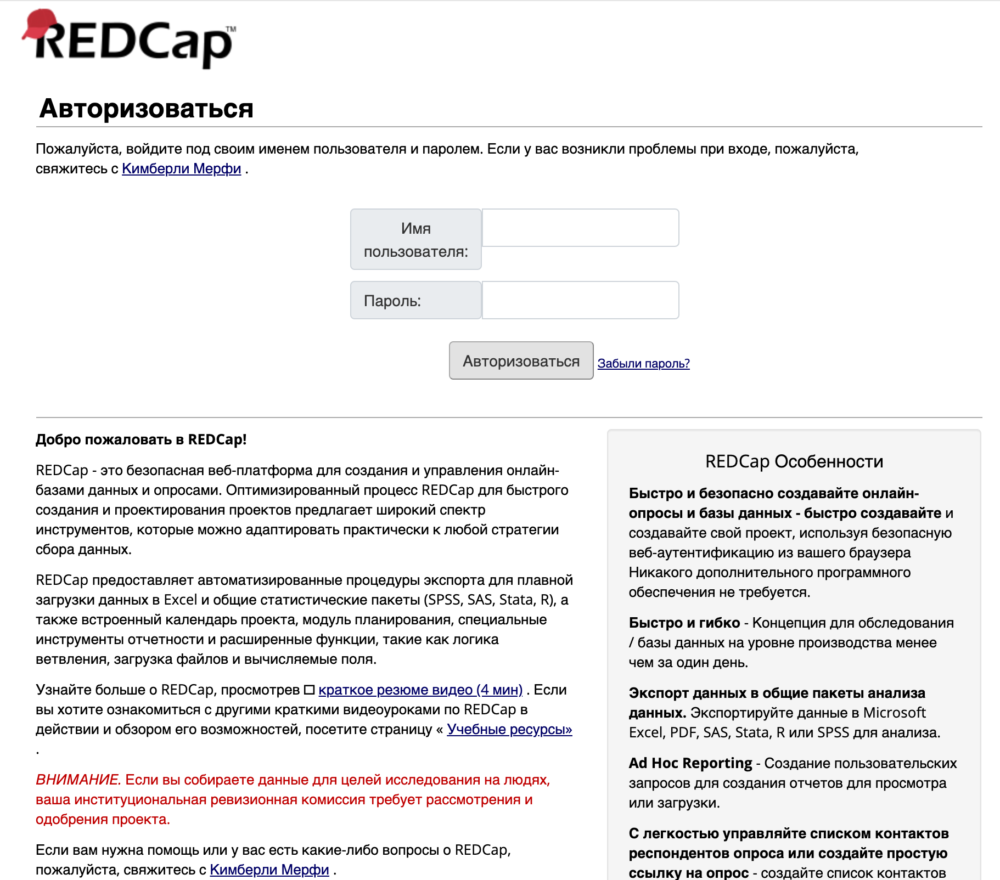 REDCap™
Авторизоваться
Пожалуйста, войдите под своим именем пользователя и паролем. Если у вас возникли проблемы при входе, пожалуйста,
свяжитесь с Кимберли Мерфи .
Имя
пользователя:
Пароль:
Авторизоваться Забыли пароль?
Добро пожаловать в REDCap!
REDCap - это безопасная веб-платформа для создания и управления онлайн-
базами данных и опросами. Оптимизированный процесс REDCap для быстрого
создания и проектирования проектов предлагает широкий спектр
инструментов, которые можно адаптировать практически к любой стратегии
сбора данных.
REDCap предоставляет автоматизированные процедуры экспорта для плавной
загрузки данных в Excel и общие статистические пакеты (SPSS, SAS, Stata, R), а
также встроенный календарь проекта, модуль планирования, специальные
инструменты отчетности и расширенные функции, такие как логика
ветвления, загрузка файлов и вычисляемые поля.
Узнайте больше о REDCap, просмотрев □ краткое резюме видео (4 мин) . Если
вы хотите ознакомиться с другими краткими видеоуроками по REDCap в
действии и обзором его возможностей, посетите страницу « Учебные ресурсы»
.
ВНИМАНИЕ. Если вы собираете данные для целей исследования на людях,
ваша институциональная ревизионная комиссия требует рассмотрения и
одобрения проекта.
Если вам нужна помощь или у вас есть какие-либо вопросы о REDCap,
пожалуйста, свяжитесь с Кимберли Мерфи .
REDCap Особенности
Быстро и безопасно создавайте онлайн-
опросы и базы данных - быстро создавайте и
создавайте свой проект, используя безопасную
веб-аутентификацию из вашего браузера
Никакого дополнительного программного
обеспечения не требуется.
Быстро и гибко - Концепция для обследования
/ базы данных на уровне производства менее
чем за один день.
Экспорт данных в общие пакеты анализа
данных. Экспортируйте данные в Microsoft
Excel, PDF, SAS, Stata, R или SPSS для анализа.
Ad Hoc Reporting - Создание пользовательских
запросов для создания отчетов для просмотра
или загрузки.
С легкостью управляйте списком контактов
респондентов опроса или создайте простую
ссылку на опрос - создайте список контактов